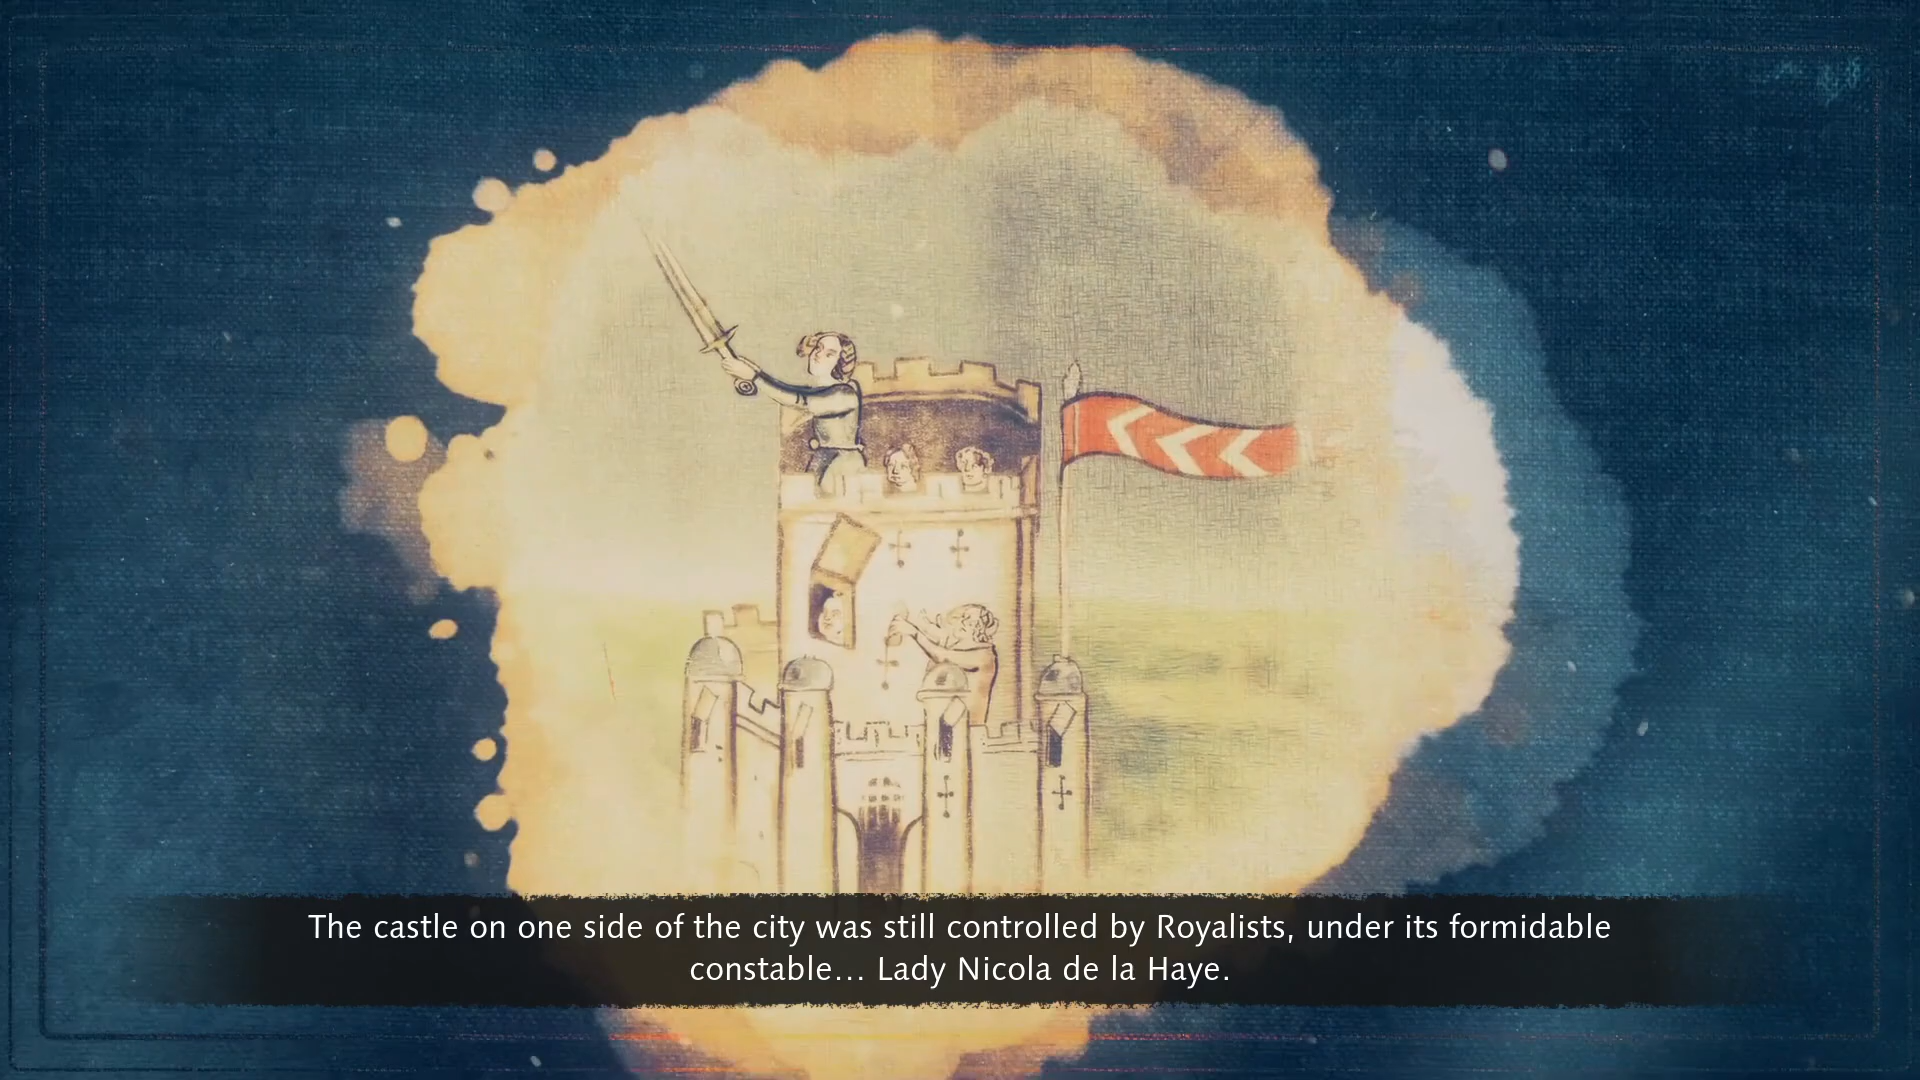 The castle on one side of the city was still controlled by Royalists, under its formidable
constable... Lady Nicola de la Haye.